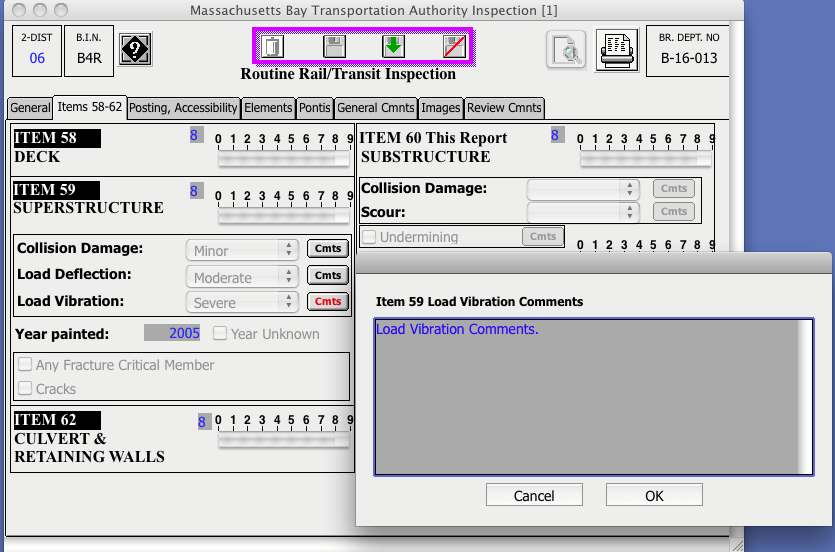 Massachusetts Bay Transportation Authority Inspection [1]
2-DIST
06
B.I.N.
B4R
?
Routine Rail/Transit Inspection
BR. DEPT. NO
B-16-013
General Items 58-62 Posting, Accessibility Elements Pontis General Cmnts Images Review Cmnts
ITEM 58
DECK
8
0 1 2 3 4 5 6 7 8 9
ITEM 59
SUPERSTRUCTURE
8
0 1 2 3 4 5 6 7 8 9
Collision Damage: Minor Cmts
Load Deflection: Moderate Cmts
Load Vibration: Severe Cmts
Year painted: 2005 Year Unknown
Any Fracture Critical Member
Cracks
ITEM 62
CULVERT &
RETAINING WALLS
8
0 1 2 3 4 5 6 7 8 9
ITEM 60 This Report
SUBSTRUCTURE
8
0 1 2 3 4 5 6 7 8 9
Collision Damage: Cmts
Scour: Cmts
Undermining Cmts
0 1 2 3 4 5 6 7 8 9
Item 59 Load Vibration Comments
Load Vibration Comments.
Cancel OK